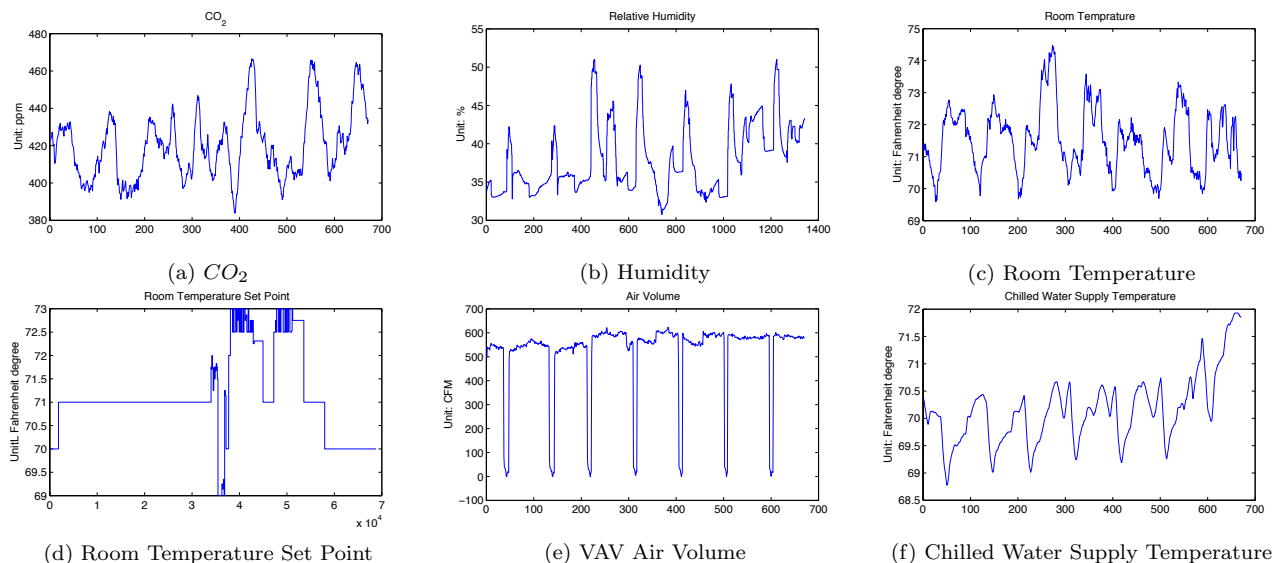 CO2
Unit: ppm
480
460
440
420
400
380
0 100 200 300 400 500 600 700
(a) CO2
Relative Humidity
Unit: %
55
50
45
40
35
30
0 200 400 600 800 1000 1200 1400
(b) Humidity
Room Temprature
Unit: Fahrenheit degree
75
74
73
72
71
70
69
0 100 200 300 400 500 600 700
(c) Room Temperature
Room Temperature Set Point
UnitL Fahrenheit degree
73
72.5
72
71.5
71
70.5
70
69.5
69
0 1 2 3 4 5 6 7
x 10^4
(d) Room Temperature Set Point
Air Volume
Unit: CFM
700
600
500
400
300
200
100
0
−100
0 100 200 300 400 500 600 700
(e) VAV Air Volume
Chilled Water Supply Temperature
Unit: Fahrenheit degree
72
71.5
71
70.5
70
69.5
69
68.5
0 100 200 300 400 500 600 700
(f) Chilled Water Supply Temperature